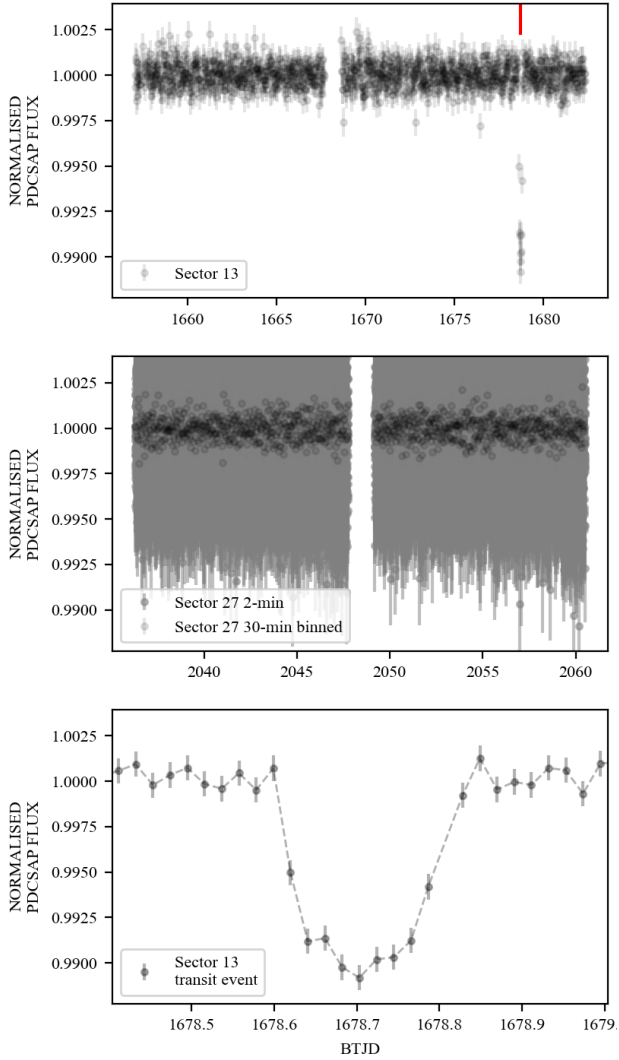 1.0025
1.0000
0.9975
0.9950
0.9925
0.9900
NORMALISED
PDCSAP FLUX
Sector 13
1660 1665 1670 1675 1680
1.0025
1.0000
0.9975
0.9950
0.9925
0.9900
NORMALISED
PDCSAP FLUX
Sector 27 2-min
Sector 27 30-min binned
2040 2045 2050 2055 2060
1.0025
1.0000
0.9975
0.9950
0.9925
0.9900
NORMALISED
PDCSAP FLUX
Sector 13
transit event
1678.5 1678.6 1678.7 1678.8 1678.9 1679.
BTJD